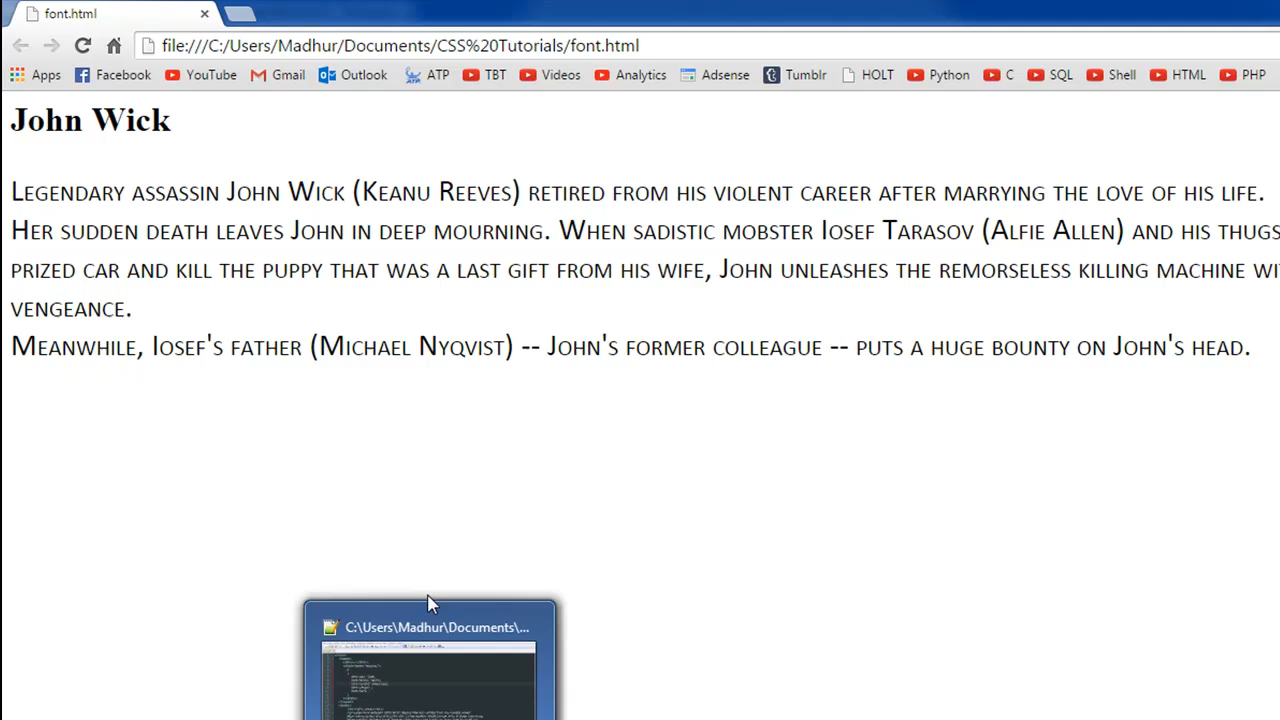 font.html
file:///C:/Users/Madhur/Documents/CSS%20Tutorials/font.html
Apps Facebook YouTube Gmail Outlook ATP TBT Videos Analytics Adsense Tumblr HOLT Python C SQL Shell HTML PHP
John Wick
Legendary assassin John Wick (Keanu Reeves) retired from his violent career after marrying the love of his life.
Her sudden death leaves John in deep mourning. When sadistic mobster Iosef Tarasov (Alfie Allen) and his thugs
prized car and kill the puppy that was a last gift from his wife, John unleashes the remorseless killing machine wi
vengeance.
Meanwhile, Iosef's father (Michael Nyqvist) -- John's former colleague -- puts a huge bounty on John's head.
C:\Users\Madhur\Documents\...